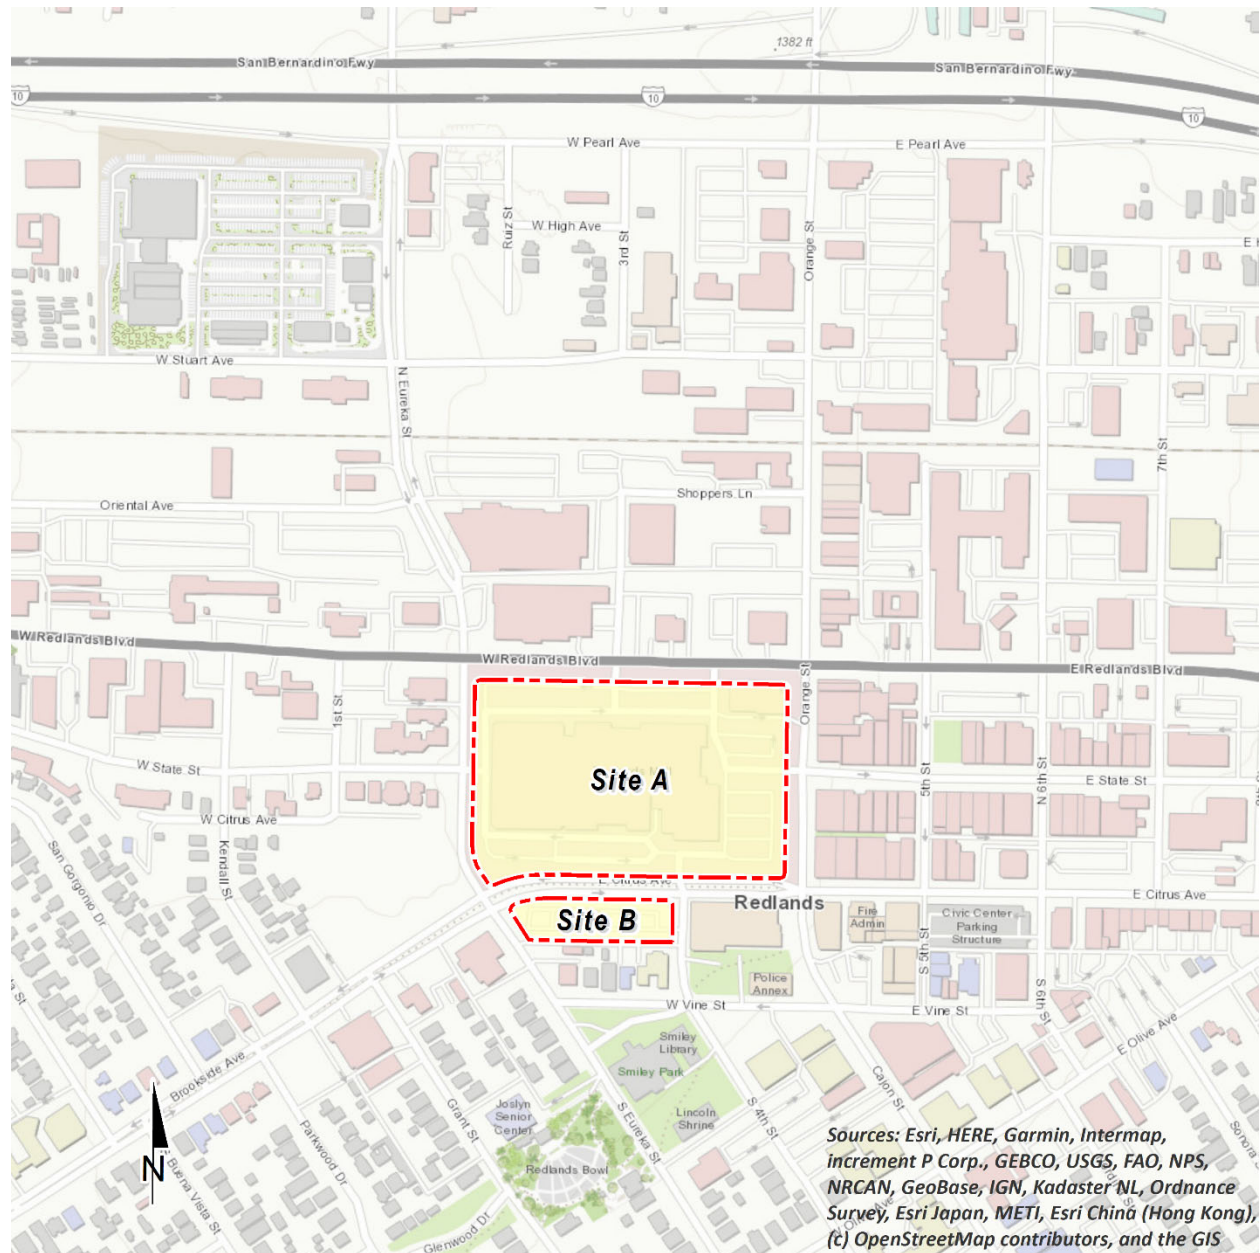 1382 ft
San Bernardino Fwy
San Bernardino Fwy
10
10
10
W Pearl Ave
E Pearl Ave
Ruiz St
W High Ave
3rd St
Orange St
W Stuart Ave
N Eureka St
7th St
Shoppers Ln
Oriental Ave
W Redlands Blvd
W Redlands Blvd
E Redlands Blvd
1st St
Orange St
W State St
Site A
5th St
N 6th St
E State St
W Citrus Ave
Kendall St
San Gorgonio Dr
E Citrus Ave
E Citrus Ave
Redlands
Site B
Fire
Admin
Civic Center
Parking
Structure
S 5th St
S 6th St
Police
Annex
W Vine St
E Vine St
E Olive Ave
Smiley
Library
Smiley Park
Brookside Ave
Cajon St
Grant St
Joslyn
Senior
Center
Lincoln
Shrine
S 4th St
S Eureka St
Parkwood Dr
Redlands Bowl
Buena Vista St
Glenwood Dr
Sonora
W Olive Ave
N
Sources: Esri, HERE, Garmin, Intermap,
increment P Corp., GEBCO, USGS, FAO, NPS,
NRCAN, GeoBase, IGN, Kadaster NL, Ordnance
Survey, Esri Japan, METI, Esri China (Hong Kong),
(c) OpenStreetMap contributors, and the GIS